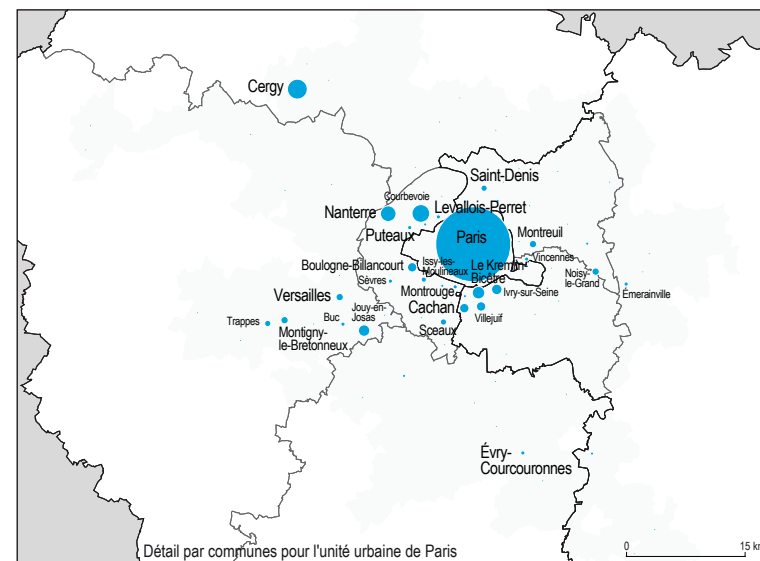 Cergy
Saint-Denis
Courbevoie
Nanterre
Levallois-Perret
Puteaux
Paris
Montreuil
Vincennes
Boulogne-Billancourt
Issy-les-
Moulineaux
Le Kremlin-
Bicêtre
Noisy-
le-Grand
Sèvres
Émerainville
Versailles
Montrouge
Ivry-sur-Seine
Cachan
Jouy-en-
Josas
Buc
Villejuif
Trappes
Montigny-
le-Bretonneux
Sceaux
Évry-
Courcouronnes
Détail par communes pour l'unité urbaine de Paris
0 15 km